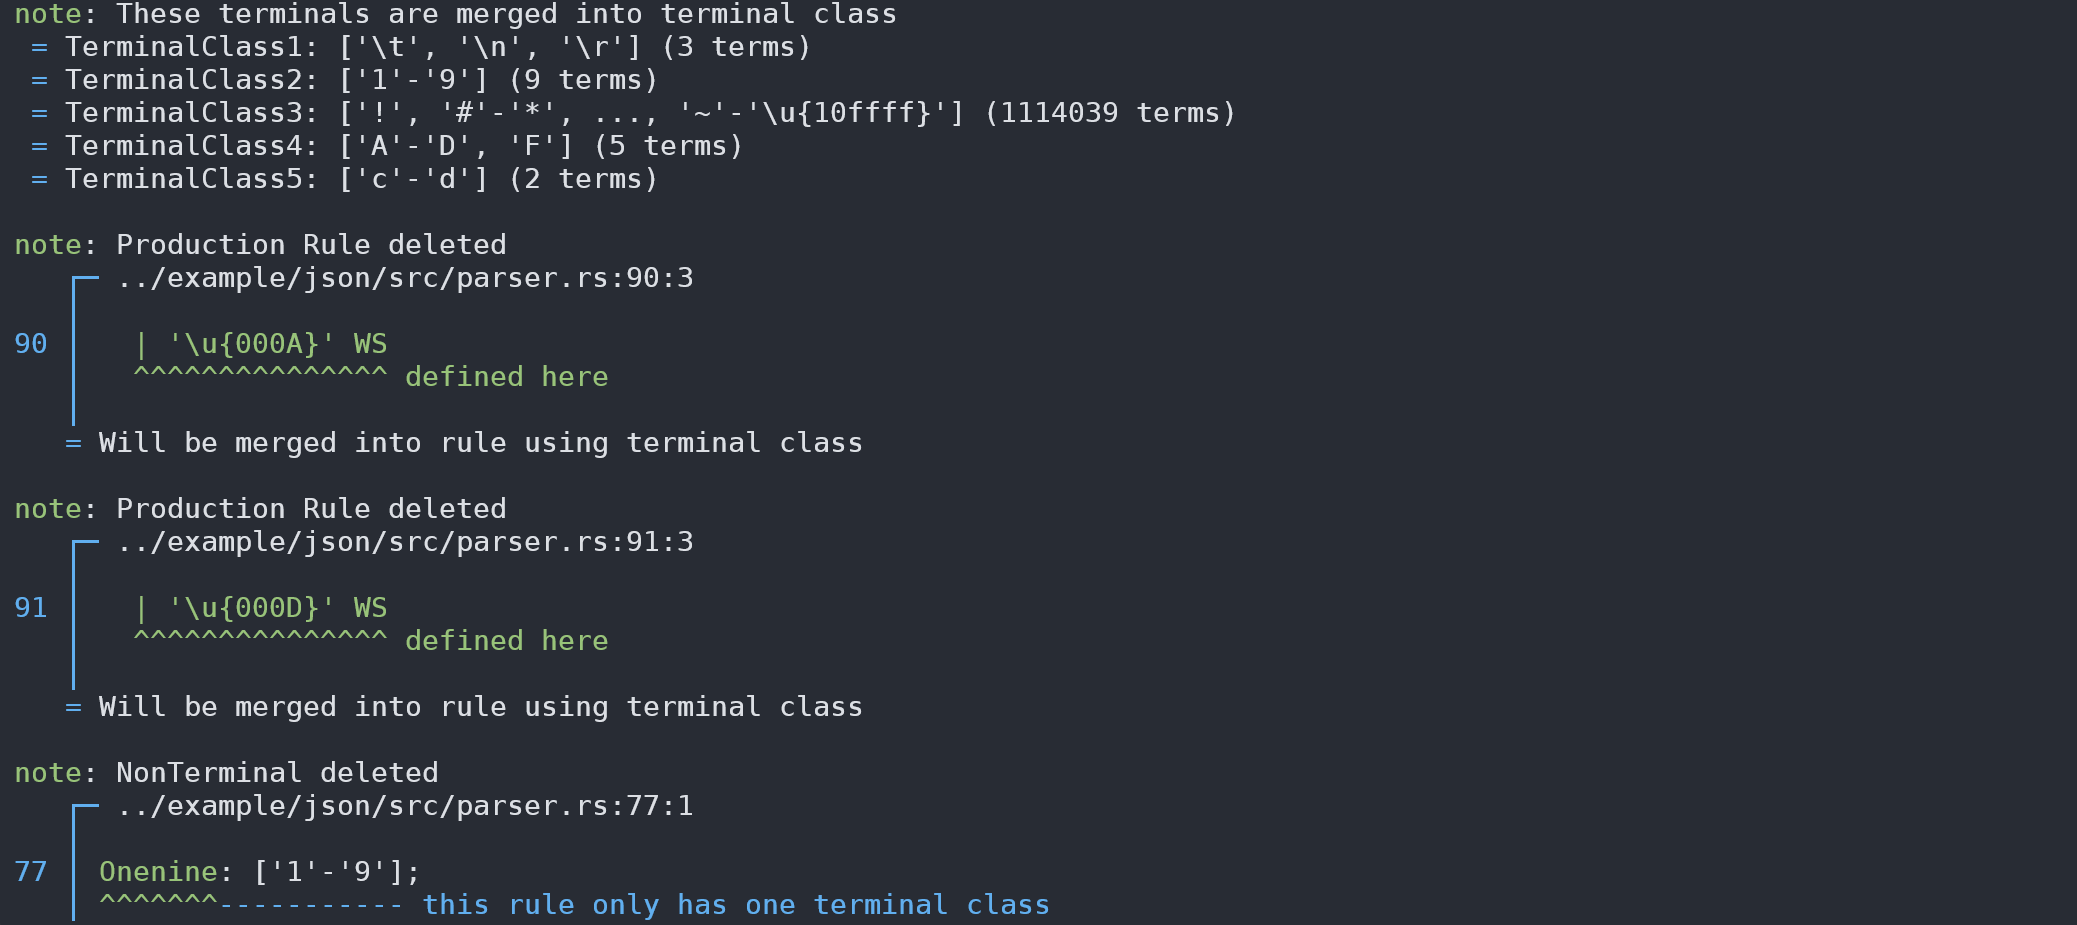 note: These terminals are merged into terminal class
 = TerminalClass1: ['\t', '\n', '\r'] (3 terms)
 = TerminalClass2: ['1'-'9'] (9 terms)
 = TerminalClass3: ['!', '#'-'*', ..., '~'-'\u{10ffff}'] (1114039 terms)
 = TerminalClass4: ['A'-'D', 'F'] (5 terms)
 = TerminalClass5: ['c'-'d'] (2 terms)

note: Production Rule deleted
   ┌─ ../example/json/src/parser.rs:90:3
   │
90 │   | '\u{000A}' WS
   │   ^^^^^^^^^^^^^^^ defined here
   │
   = Will be merged into rule using terminal class

note: Production Rule deleted
   ┌─ ../example/json/src/parser.rs:91:3
   │
91 │   | '\u{000D}' WS
   │   ^^^^^^^^^^^^^^^ defined here
   │
   = Will be merged into rule using terminal class

note: NonTerminal deleted
   ┌─ ../example/json/src/parser.rs:77:1
   │
77 │ Onenine: ['1'-'9'];
   │ ^^^^^^^----------- this rule only has one terminal class